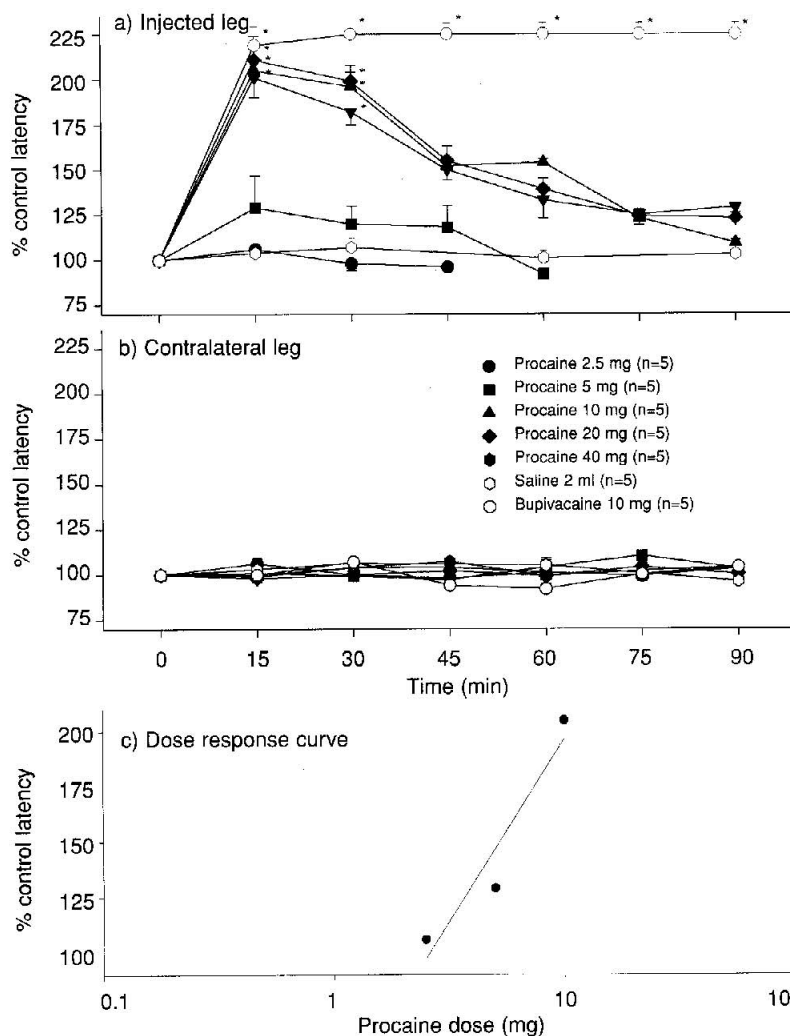 a) Injected leg
225
200
175
150
125
100
75
% control latency
b) Contralateral leg
225
200
175
150
125
100
75
% control latency
Procaine 2.5 mg (n=5)
Procaine 5 mg (n=5)
Procaine 10 mg (n=5)
Procaine 20 mg (n=5)
Procaine 40 mg (n=5)
Saline 2 ml (n=5)
Bupivacaine 10 mg (n=5)
0 15 30 45 60 75 90
Time (min)
c) Dose response curve
200
175
150
125
100
% control latency
0.1 1 10 10
Procaine dose (mg)